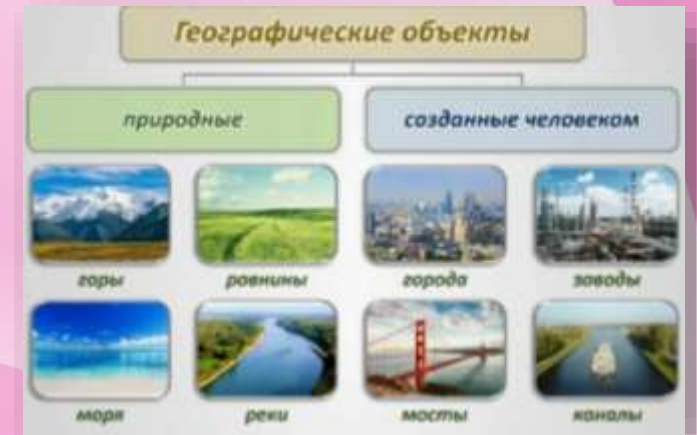 Географические объекты
природные созданные человеком
горы равнины города заводы
моря реки мосты каналы